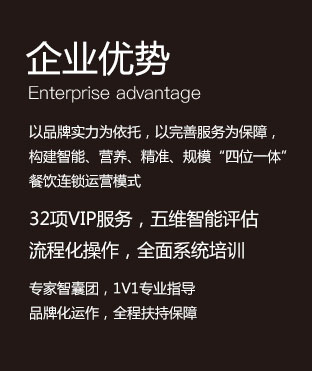 企业优势
Enterprise advantage
以品牌实力为依托，以完善服务为保障，
构建智能、营养、精准、规模“四位一体”
餐饮连锁运营模式
32项VIP服务，五维智能评估
流程化操作，全面系统培训
专家智囊团，1V1专业指导
品牌化运作，全程扶持保障